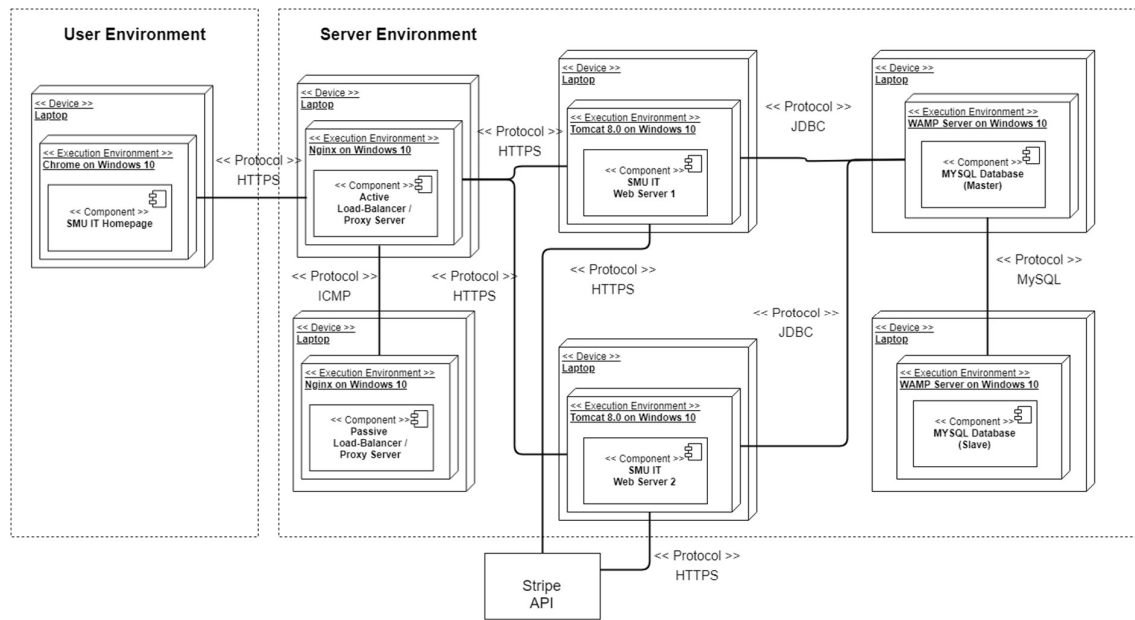 User Environment
Server Environment
<< Device >>
Laptop
<< Execution Environment >>
Chrome on Windows 10
<< Component >>
SMU IT Homepage
<< Protocol >>
HTTPS
<< Device >>
Laptop
<< Execution Environment >>
Nginx on Windows 10
<< Component >>
Active
Load-Balancer /
Proxy Server
<< Protocol >>
HTTPS
<< Device >>
Laptop
<< Execution Environment >>
Tomcat 8.0 on Windows 10
<< Component >>
SMU IT
Web Server 1
<< Protocol >>
JDBC
<< Device >>
Laptop
<< Execution Environment >>
WAMP Server on Windows 10
<< Component >>
MYSQL Database
(Master)
<< Protocol >>
ICMP
<< Protocol >>
HTTPS
<< Protocol >>
HTTPS
<< Protocol >>
JDBC
<< Protocol >>
MySQL
<< Device >>
Laptop
<< Execution Environment >>
Nginx on Windows 10
<< Component >>
Passive
Load-Balancer /
Proxy Server
<< Device >>
Laptop
<< Execution Environment >>
Tomcat 8.0 on Windows 10
<< Component >>
SMU IT
Web Server 2
<< Device >>
Laptop
<< Execution Environment >>
WAMP Server on Windows 10
<< Component >>
MYSQL Database
(Slave)
<< Protocol >>
HTTPS
Stripe
API